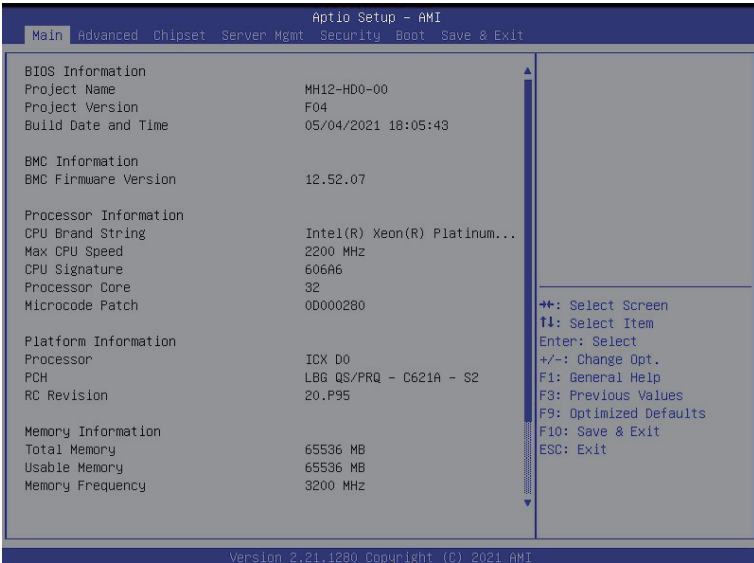 Aptio Setup – AMI
Main Advanced Chipset Server Mgmt Security Boot Save & Exit
BIOS Information
Project Name MH12-HD0-00
Project Version F04
Build Date and Time 05/04/2021 18:05:43
BMC Information
BMC Firmware Version 12.52.07
Processor Information
CPU Brand String Intel(R) Xeon(R) Platinum...
Max CPU Speed 2200 MHz
CPU Signature 606A6
Processor Core 32
Microcode Patch 0D000280
Platform Information
Processor ICX D0
PCH LBG QS/PRQ - C621A - S2
RC Revision 20.P95
Memory Information
Total Memory 65536 MB
Usable Memory 65536 MB
Memory Frequency 3200 MHz
→←: Select Screen
↑↓: Select Item
Enter: Select
+/-: Change Opt.
F1: General Help
F3: Previous Values
F9: Optimized Defaults
F10: Save & Exit
ESC: Exit
Version 2.21.1280 Copyright (C) 2021 AMI